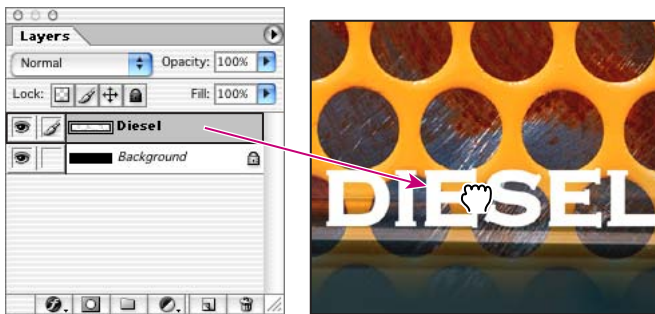 Layers
Normal Opacity: 100%
Lock: Fill: 100%
Diesel
Background
DIESEL